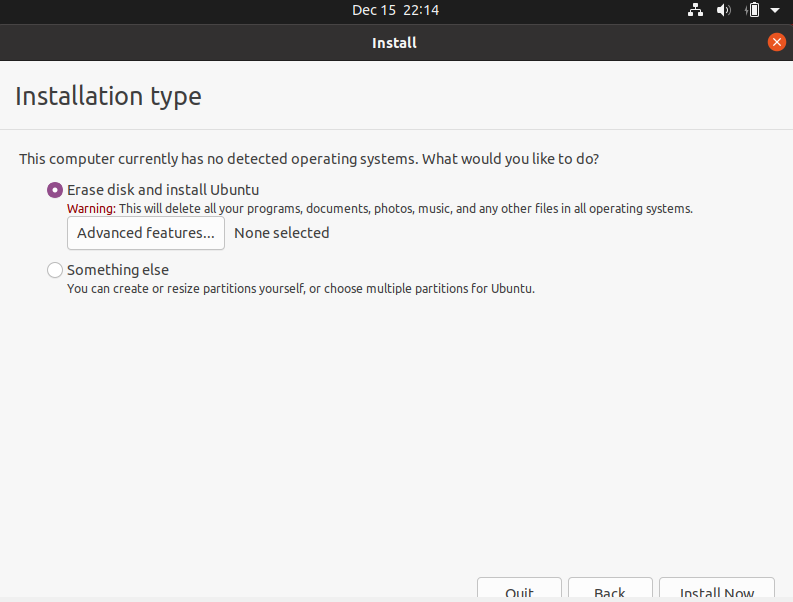 Dec 15 22:14
Install
Installation type
This computer currently has no detected operating systems. What would you like to do?
Erase disk and install Ubuntu
Warning: This will delete all your programs, documents, photos, music, and any other files in all operating systems.
Advanced features... None selected
Something else
You can create or resize partitions yourself, or choose multiple partitions for Ubuntu.
Quit Back Install Now